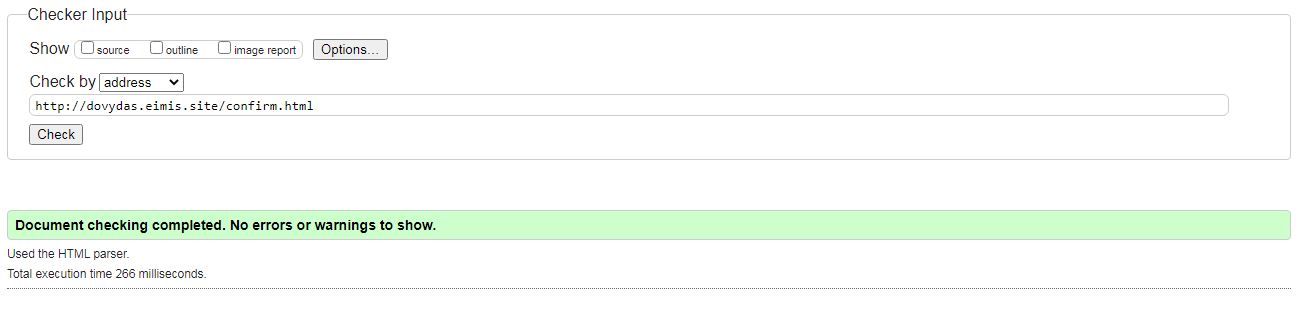 Checker Input
Show source outline image report Options...
Check by address
http://dovydas.eimis.site/confirm.html
Check
Document checking completed. No errors or warnings to show.
Used the HTML parser.
Total execution time 266 milliseconds.